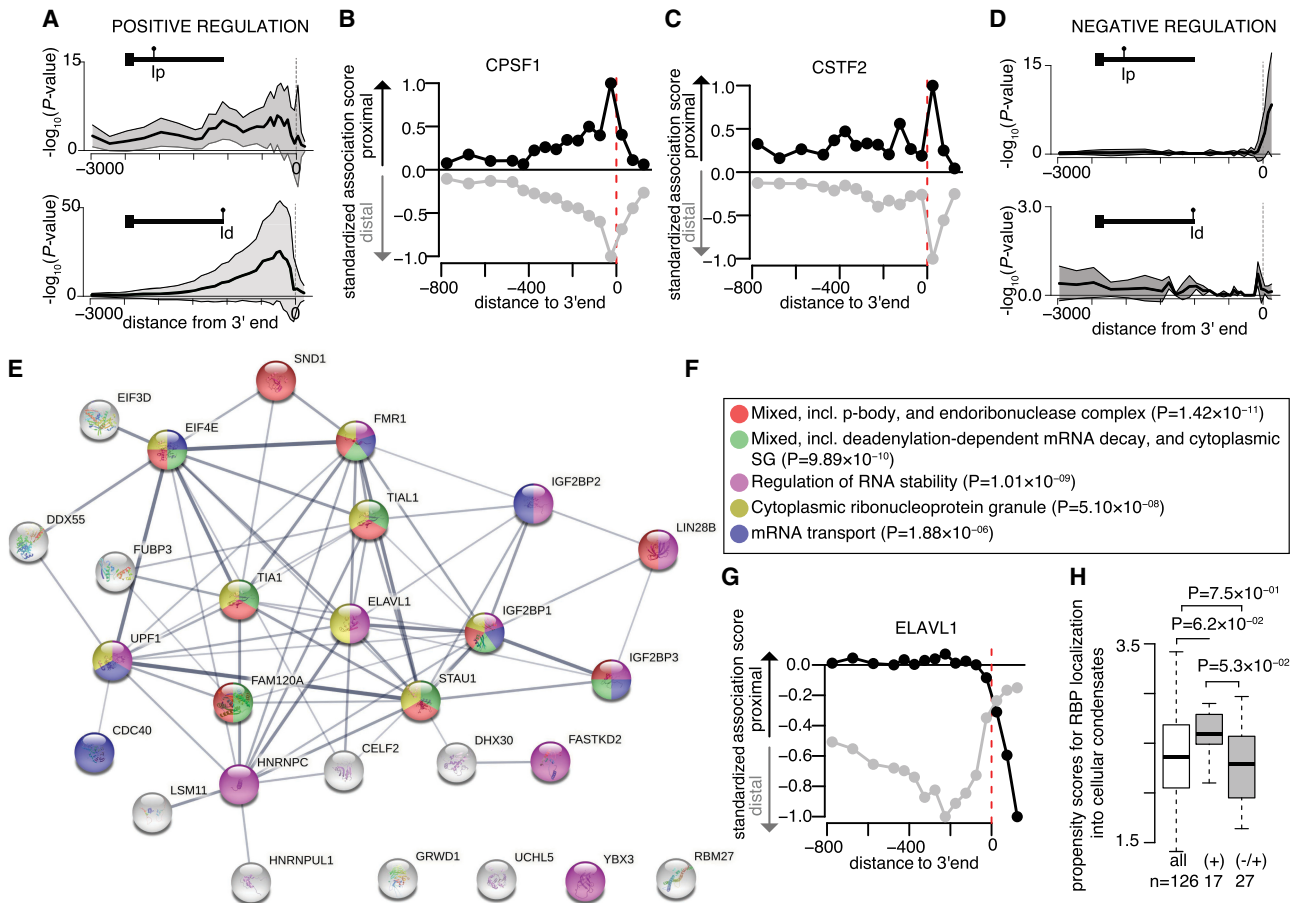 A
POSITIVE REGULATION
-log10(P-value)
15
0
Ip
−3000
0
-log10(P-value)
50
0
Id
−3000
0
distance from 3' end
B
CPSF1
standardized association score
proximal
distal
1.0
0.5
0.0
−0.5
−1.0
−800
−400
0
distance to 3'end
C
CSTF2
standardized association score
proximal
distal
1.0
0.5
0.0
−0.5
−1.0
−800
−400
0
distance to 3'end
D
NEGATIVE REGULATION
-log10(P-value)
15
0
Ip
−3000
0
-log10(P-value)
3.0
0.0
Id
−3000
0
distance from 3' end
E
SND1
EIF3D
EIF4E
FMR1
TIAL1
IGF2BP2
DDX55
LIN28B
FUBP3
TIA1
ELAVL1
IGF2BP1
UPF1
IGF2BP3
FAM120A
STAU1
CDC40
CELF2
DHX30
FASTKD2
HNRNPC
LSM11
HNRNPUL1
GRWD1
UCHL5
YBX3
RBM27
F
Mixed, incl. p-body, and endoribonuclease complex (P=1.42×10−11)
Mixed, incl. deadenylation-dependent mRNA decay, and cytoplasmic
SG (P=9.89×10−10)
Regulation of RNA stability (P=1.01×10−09)
Cytoplasmic ribonucleoprotein granule (P=5.10×10−08)
mRNA transport (P=1.88×10−06)
G
ELAVL1
standardized association score
proximal
distal
0.0
−0.2
−0.4
−0.6
−0.8
−1.0
−800
−400
0
distance to 3'end
H
propensity scores for RBP localization
into cellular condensates
P=7.5×10−01
P=6.2×10−02
P=5.3×10−02
3.5
1.5
all (+) (-/+)
n=126 17 27